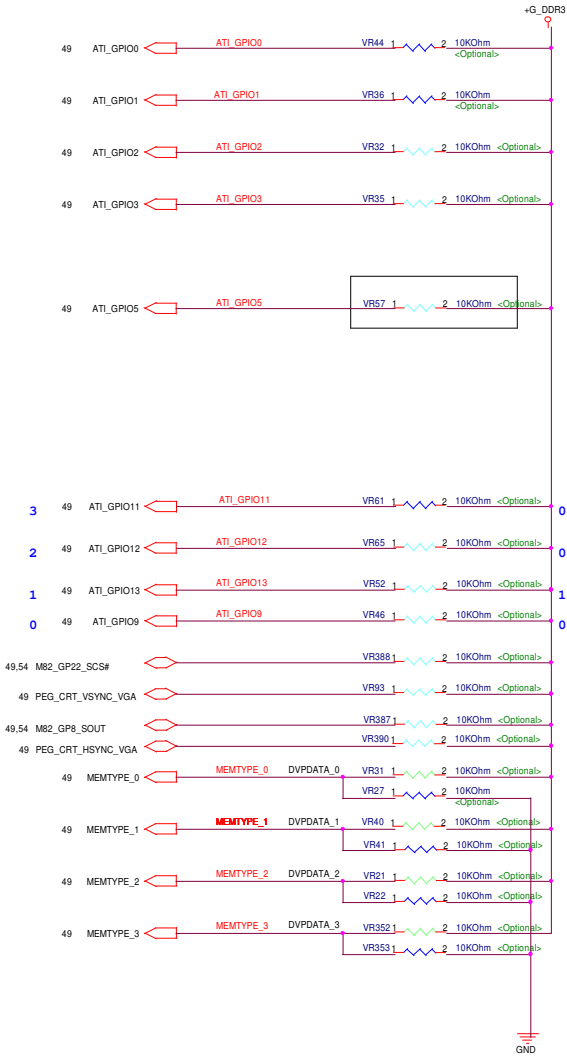 +G_DDR3
49 ATI_GPIO0 ATI_GPIO0 VR44 1 2 10KOhm
<Optional>
49 ATI_GPIO1 ATI_GPIO1 VR36 1 2 10KOhm
<Optional>
49 ATI_GPIO2 ATI_GPIO2 VR32 1 2 10KOhm <Optional>
49 ATI_GPIO3 ATI_GPIO3 VR35 1 2 10KOhm <Optional>
49 ATI_GPIO5 ATI_GPIO5 VR57 1 2 10KOhm <Optional>
3 49 ATI_GPIO11 ATI_GPIO11 VR61 1 2 10KOhm <Optional> 0
2 49 ATI_GPIO12 ATI_GPIO12 VR65 1 2 10KOhm <Optional> 0
1 49 ATI_GPIO13 ATI_GPIO13 VR52 1 2 10KOhm <Optional> 1
0 49 ATI_GPIO9 ATI_GPIO9 VR46 1 2 10KOhm <Optional> 0
49,54 M82_GP22_SCS# VR388 1 2 10KOhm <Optional>
49 PEG_CRT_VSYNC_VGA VR93 1 2 10KOhm <Optional>
49,54 M82_GP8_SOUT VR387 1 2 10KOhm <Optional>
49 PEG_CRT_HSYNC_VGA VR390 1 2 10KOhm <Optional>
49 MEMTYPE_0 MEMTYPE_0 DVPDATA_0 VR31 1 2 10KOhm <Optional>
VR27 1 2 10KOhm
<Optional>
49 MEMTYPE_1 MEMTYPE_1 DVPDATA_1 VR40 1 2 10KOhm <Optional>
VR41 1 2 10KOhm <Optional>
49 MEMTYPE_2 MEMTYPE_2 DVPDATA_2 VR21 1 2 10KOhm <Optional>
VR22 1 2 10KOhm <Optional>
49 MEMTYPE_3 MEMTYPE_3 DVPDATA_3 VR352 1 2 10KOhm <Optional>
VR353 1 2 10KOhm <Optional>
GND